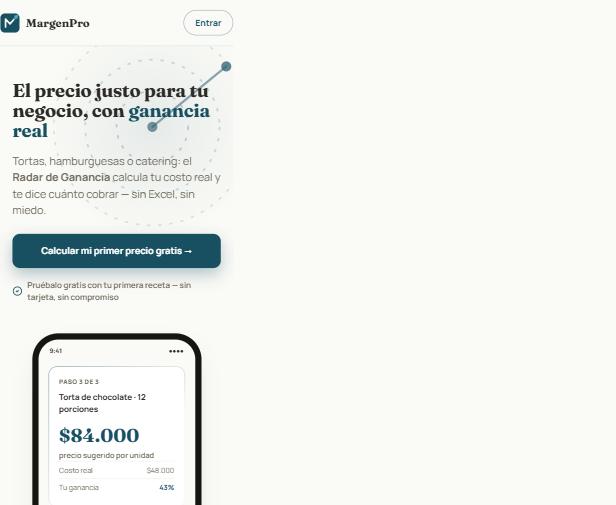 MargenPro
Entrar
El precio justo para tu
negocio, con ganancia
real
Tortas, hamburguesas o catering: el
Radar de Ganancia calcula tu costo real y
te dice cuánto cobrar — sin Excel, sin
miedo.
Calcular mi primer precio gratis →
Pruébalo gratis con tu primera receta — sin
tarjeta, sin compromiso
9:41
PASO 3 DE 3
Torta de chocolate · 12
porciones
$84.000
precio sugerido por unidad
Costo real $48.000
Tu ganancia 43%